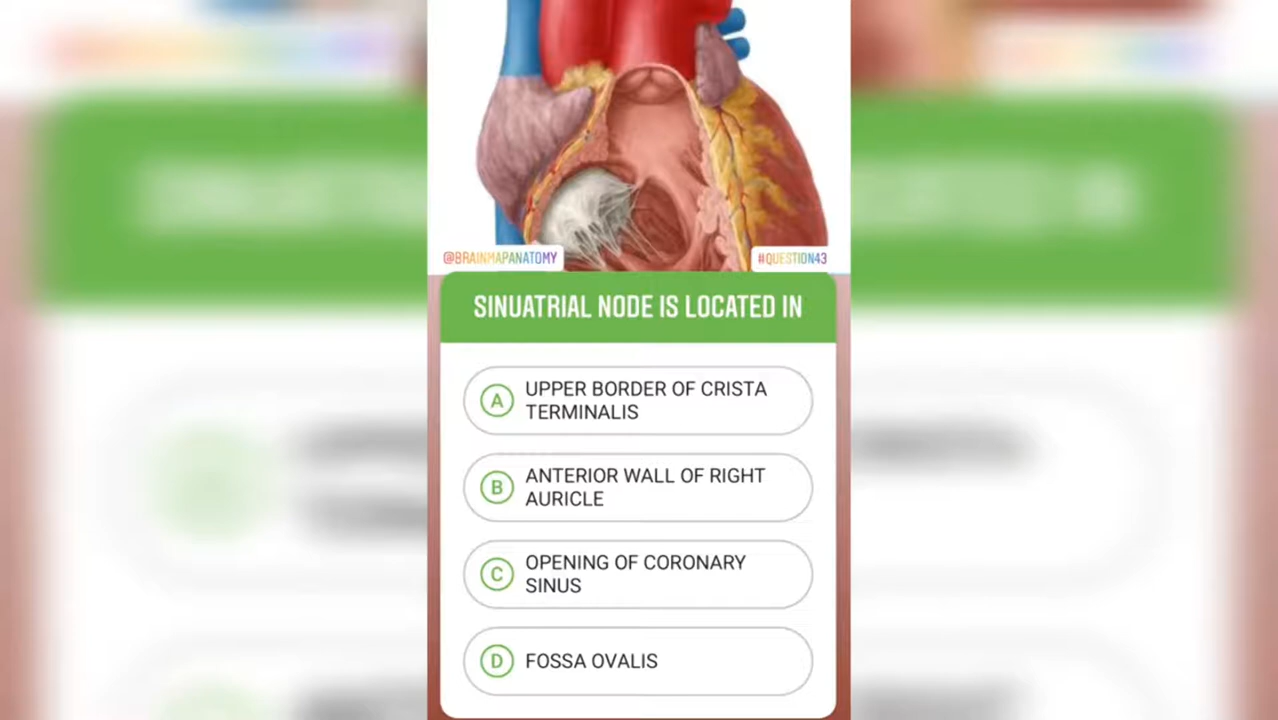 @BRAINMAPANATOMY
#QUESTION43
SINUATRIAL NODE IS LOCATED IN
A UPPER BORDER OF CRISTA
TERMINALIS
B ANTERIOR WALL OF RIGHT
AURICLE
C OPENING OF CORONARY
SINUS
D FOSSA OVALIS